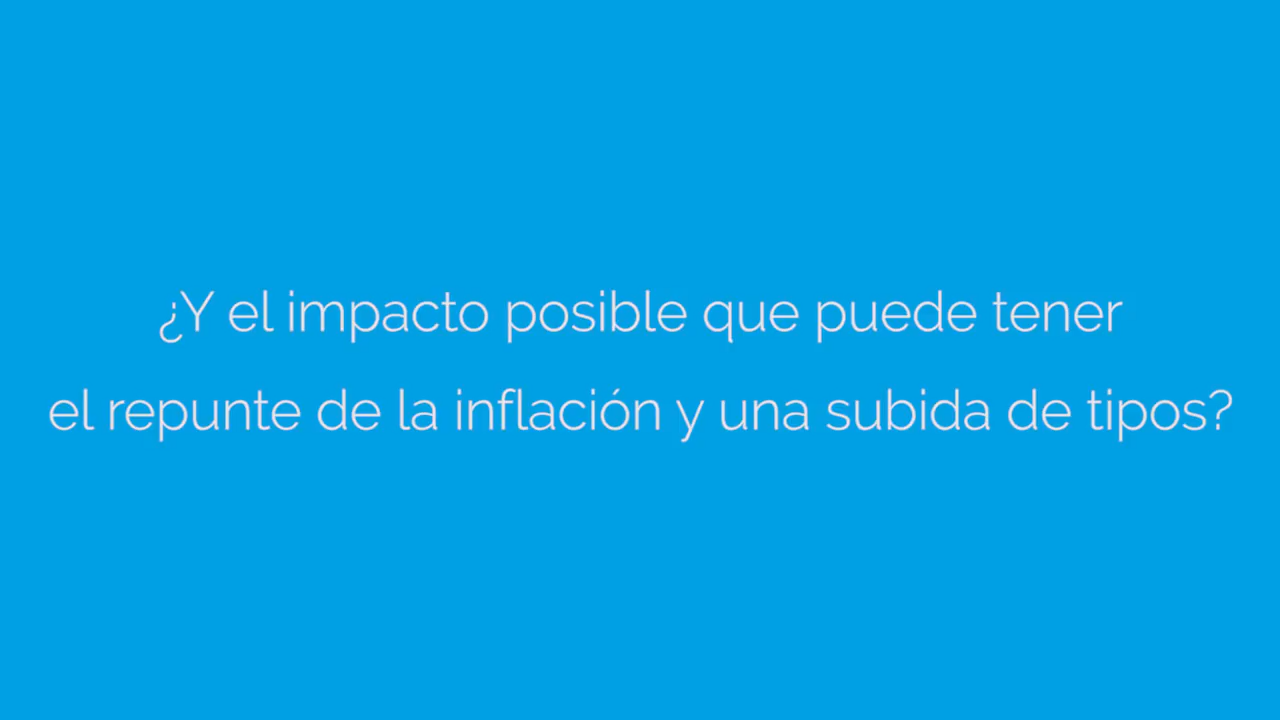 ¿Y el impacto posible que puede tener
el repunte de la inflación y una subida de tipos?